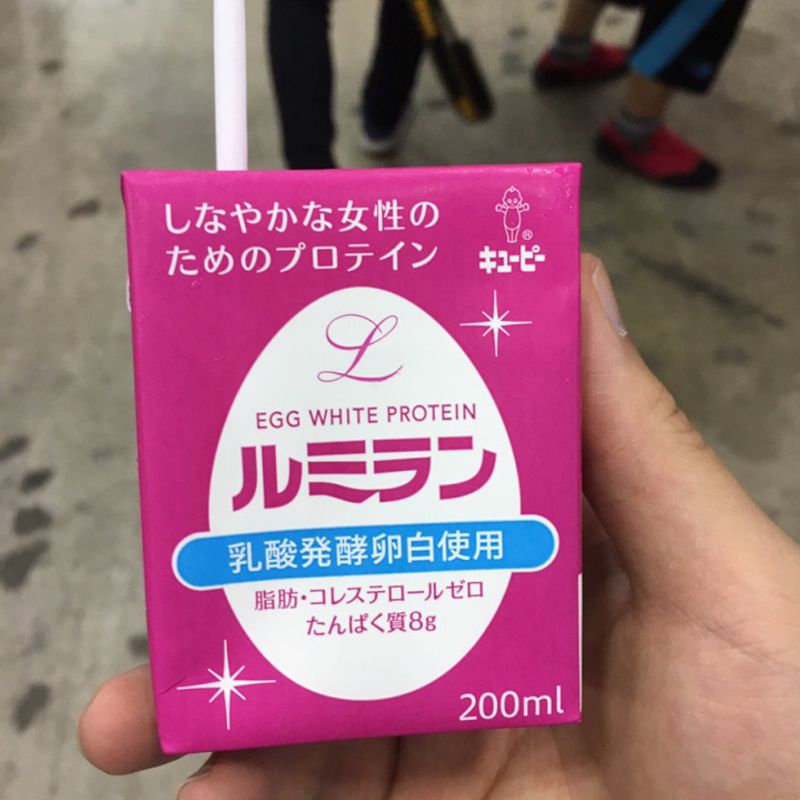 しなやかな女性の
ためのプロテイン
®
キユーピー
L
EGG WHITE PROTEIN
ルミラン
乳酸発酵卵白使用
脂肪・コレステロールゼロ
たんぱく質8g
200ml